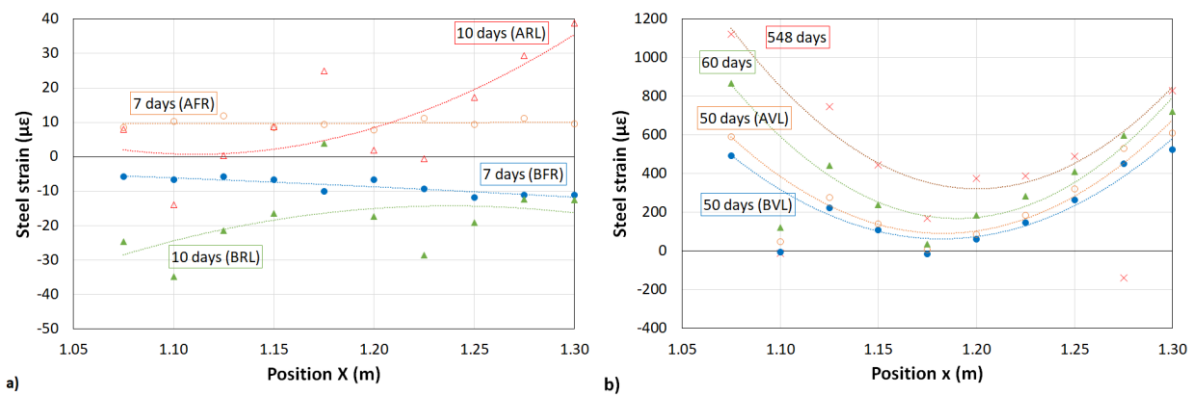 40
30
20
10
0
-10
-20
-30
-40
-50
Steel strain (με)
10 days (ARL)
7 days (AFR)
7 days (BFR)
10 days (BRL)
1.05
1.10
1.15
1.20
1.25
1.30
Position X (m)
a)
1200
1000
800
600
400
200
0
-200
-400
Steel strain (με)
548 days
60 days
50 days (AVL)
50 days (BVL)
1.05
1.10
1.15
1.20
1.25
1.30
Position x (m)
b)